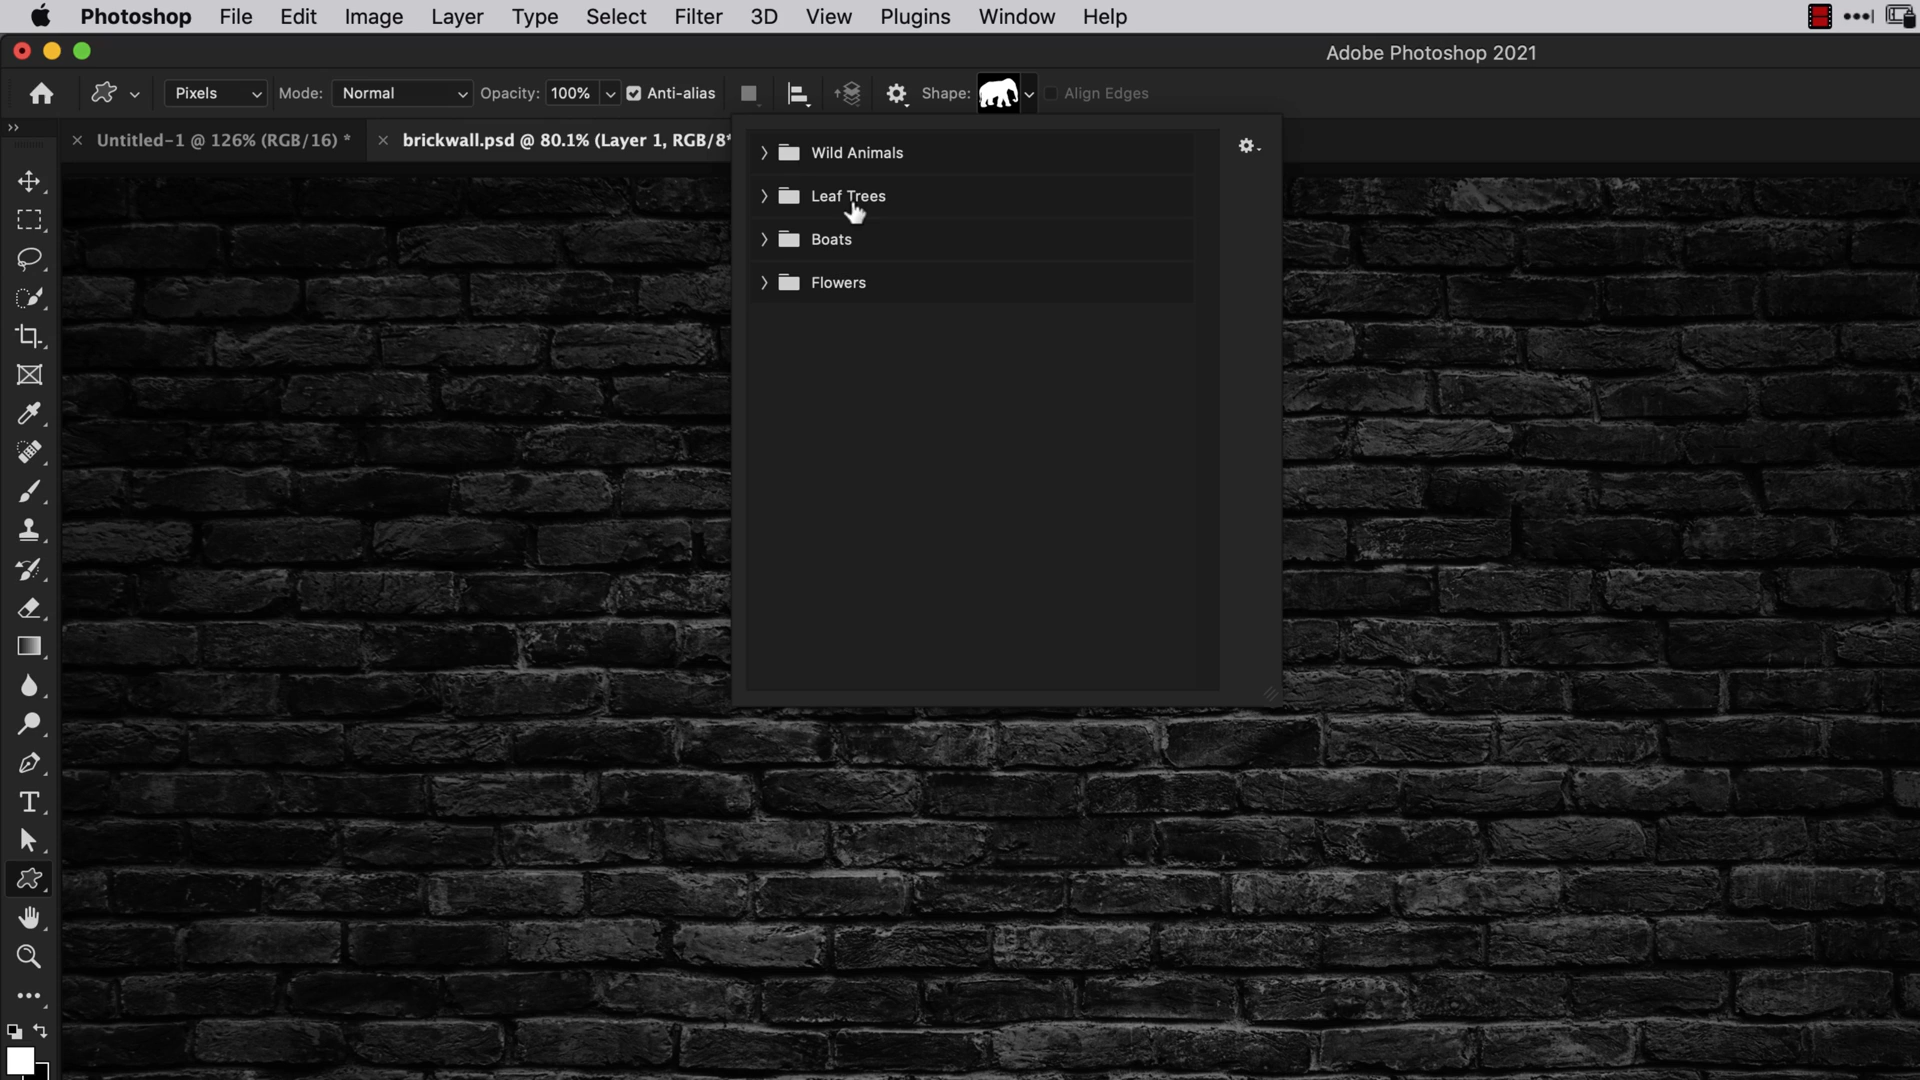 Photoshop File Edit Image Layer Type Select Filter 3D View Plugins Window Help
Adobe Photoshop 2021
Pixels Mode: Normal Opacity: 100% Anti-alias Shape: Align Edges
Untitled-1 @ 126% (RGB/16) * brickwall.psd @ 80.1% (Layer 1, RGB/8*
Wild Animals
Leaf Trees
Boats
Flowers